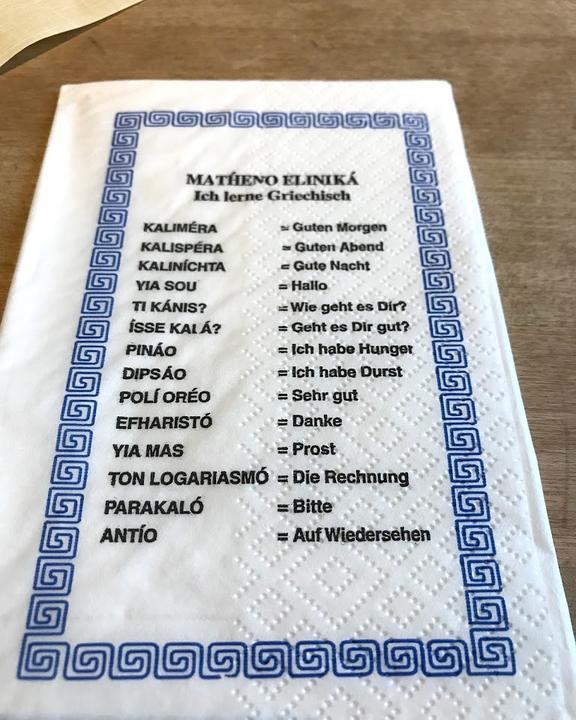 MATHÉNO ELINIKÁ
Ich lerne Griechisch
KALIMÉRA = Guten Morgen
KALISPÉRA = Guten Abend
KALINÍCHTA = Gute Nacht
YIA SOU = Hallo
TI KÁNIS? = Wie geht es Dir?
ÍSSE KALÁ? = Geht es Dir gut?
PINÁO = Ich habe Hunger
DIPSÁO = Ich habe Durst
POLÍ ORÉO = Sehr gut
EFHARISTÓ = Danke
YIA MAS = Prost
TON LOGARIASMÓ = Die Rechnung
PARAKALÓ = Bitte
ANTÍO = Auf Wiedersehen